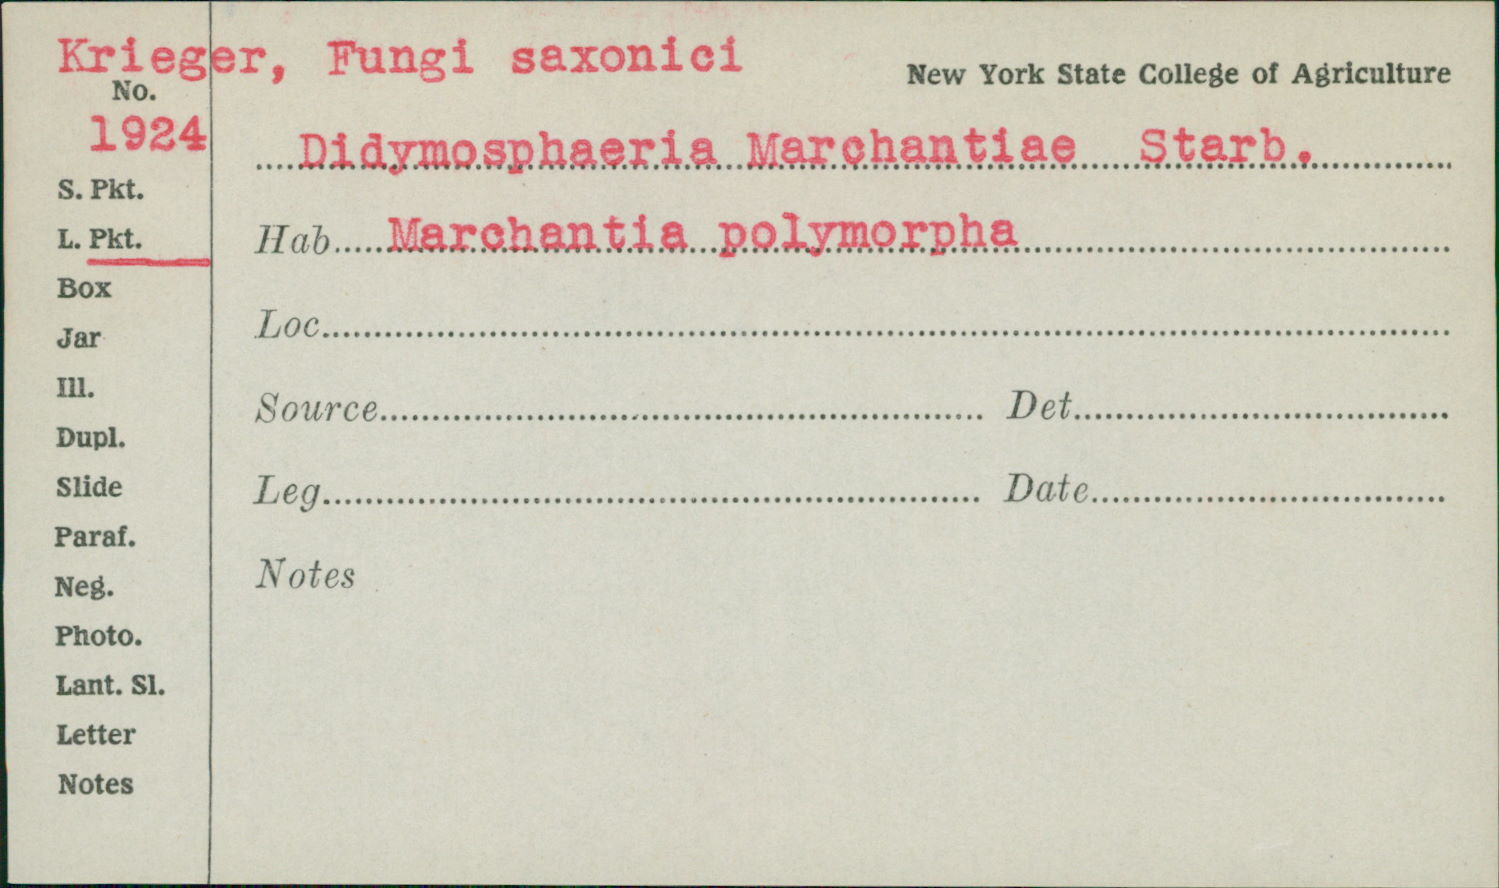 Krieger, Fungi saxonici
New York State College of Agriculture
No.
1924
Didymosphaeria Marchantiae Starb.
S. Pkt.
L. Pkt.
Hab. Marchantia polymorpha
Box
Loc.
Jar
Ill.
Source Det.
Dupl.
Slide
Leg. Date
Paraf.
Neg.
Notes
Photo.
Lant. Sl.
Letter
Notes